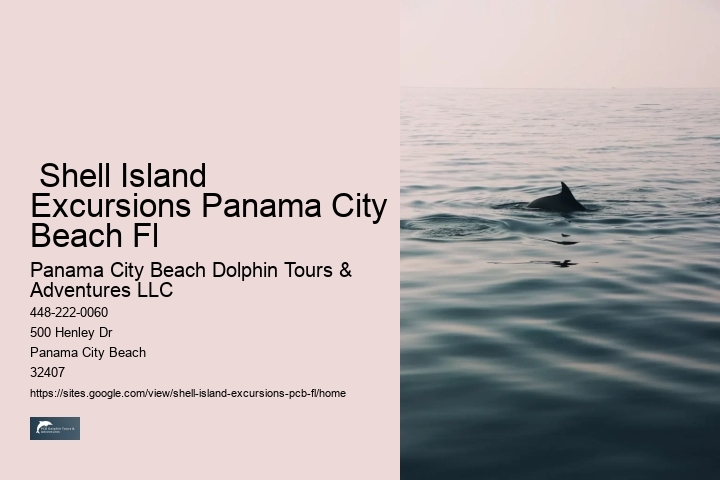 Shell Island
Excursions Panama City
Beach Fl
Panama City Beach Dolphin Tours &
Adventures LLC
448-222-0060
500 Henley Dr
Panama City Beach
32407
https://sites.google.com/view/shell-island-excursions-pcb-fl/home